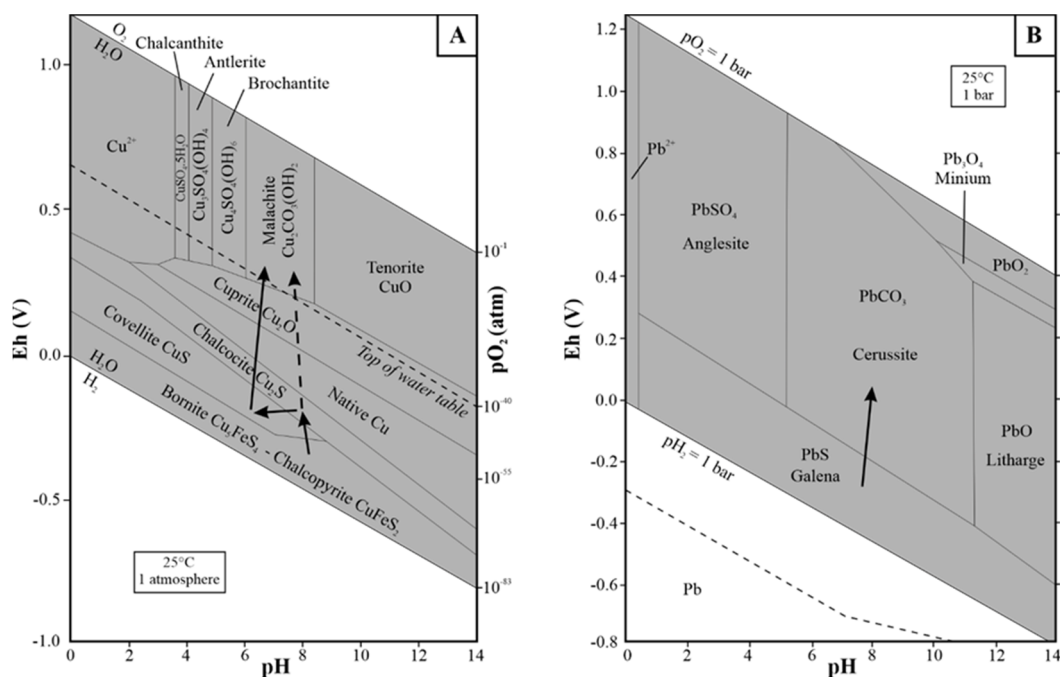 A
O₂
H₂O
Chalcanthite
Antlerite
Brochantite
Cu²⁺
CuSO₄.5H₂O
Cu₃SO₄(OH)₄
Cu₄SO₄(OH)₆
Malachite
Cu₂CO₃(OH)₂
Tenorite
CuO
Cuprite Cu₂O
Top of water table
Covellite CuS
Chalcocite Cu₂S
Native Cu
H₂O
H₂
Bornite Cu₅FeS₄ - Chalcopyrite CuFeS₂
25°C
1 atmosphere
1.0
0.5
0.0
-0.5
-1.0
Eh (V)
0 2 4 6 8 10 12 14
pH
10⁻¹
10⁻⁴⁰
10⁻⁵⁵
10⁻⁸³
pO₂ (atm)
B
pO₂ = 1 bar
25°C
1 bar
Pb²⁺
Pb₃O₄
Minium
PbSO₄
Anglesite
PbO₂
PbCO₃
Cerussite
PbO
Litharge
PbS
Galena
pH₂ = 1 bar
Pb
1.2
1.0
0.8
0.6
0.4
0.2
0.0
-0.2
-0.4
-0.6
-0.8
Eh (V)
0 2 4 6 8 10 12 14
pH